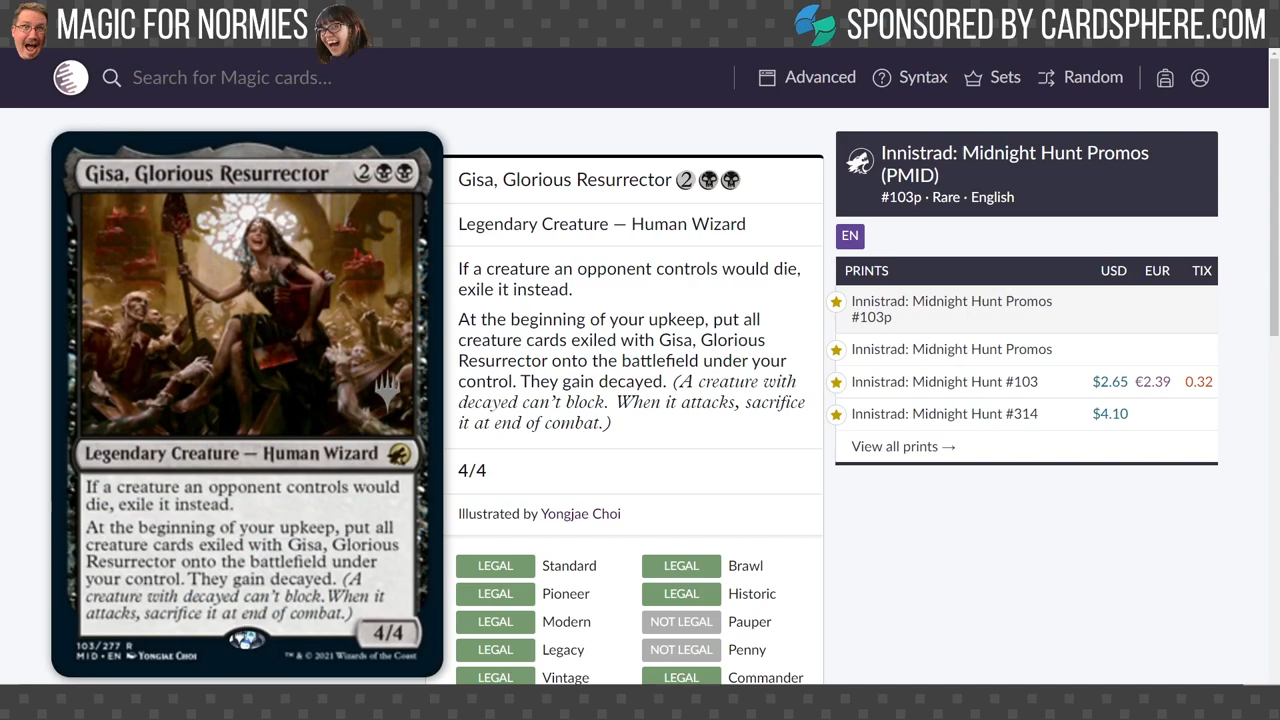 MAGIC FOR NORMIES
SPONSORED BY CARDSPHERE.COM
Search for Magic cards...
Advanced
Syntax
Sets
Random
Gisa, Glorious Resurrector 2
Legendary Creature — Human Wizard
If a creature an opponent controls would
die, exile it instead.
At the beginning of your upkeep, put all
creature cards exiled with Gisa, Glorious
Resurrector onto the battlefield under
your control. They gain decayed. (A
creature with decayed can't block. When it
attacks, sacrifice it at end of combat.)
4/4
103/277 R
MID • EN YONGJAE CHOI
™ & © 2021 Wizards of the Coast
Gisa, Glorious Resurrector 2
Legendary Creature — Human Wizard
If a creature an opponent controls would die,
exile it instead.
At the beginning of your upkeep, put all
creature cards exiled with Gisa, Glorious
Resurrector onto the battlefield under your
control. They gain decayed. (A creature with
decayed can't block. When it attacks, sacrifice
it at end of combat.)
4/4
Illustrated by Yongjae Choi
LEGAL Standard LEGAL Brawl
LEGAL Pioneer LEGAL Historic
LEGAL Modern NOT LEGAL Pauper
LEGAL Legacy NOT LEGAL Penny
LEGAL Vintage LEGAL Commander
Innistrad: Midnight Hunt Promos
(PMID)
#103p · Rare · English
EN
PRINTS USD EUR TIX
Innistrad: Midnight Hunt Promos
#103p
Innistrad: Midnight Hunt Promos
Innistrad: Midnight Hunt #103 $2.65 €2.39 0.32
Innistrad: Midnight Hunt #314 $4.10
View all prints →